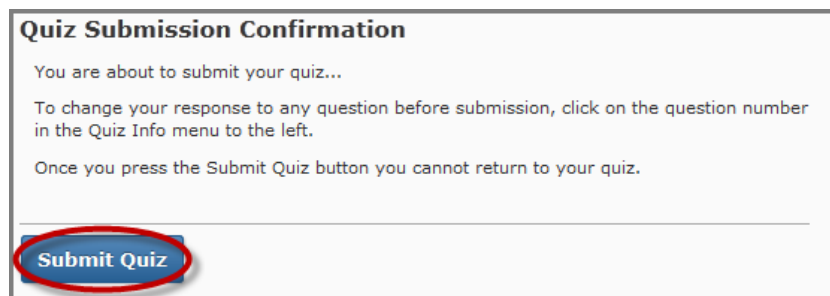 Quiz Submission Confirmation
You are about to submit your quiz...
To change your response to any question before submission, click on the question number
in the Quiz Info menu to the left.
Once you press the Submit Quiz button you cannot return to your quiz.
Submit Quiz